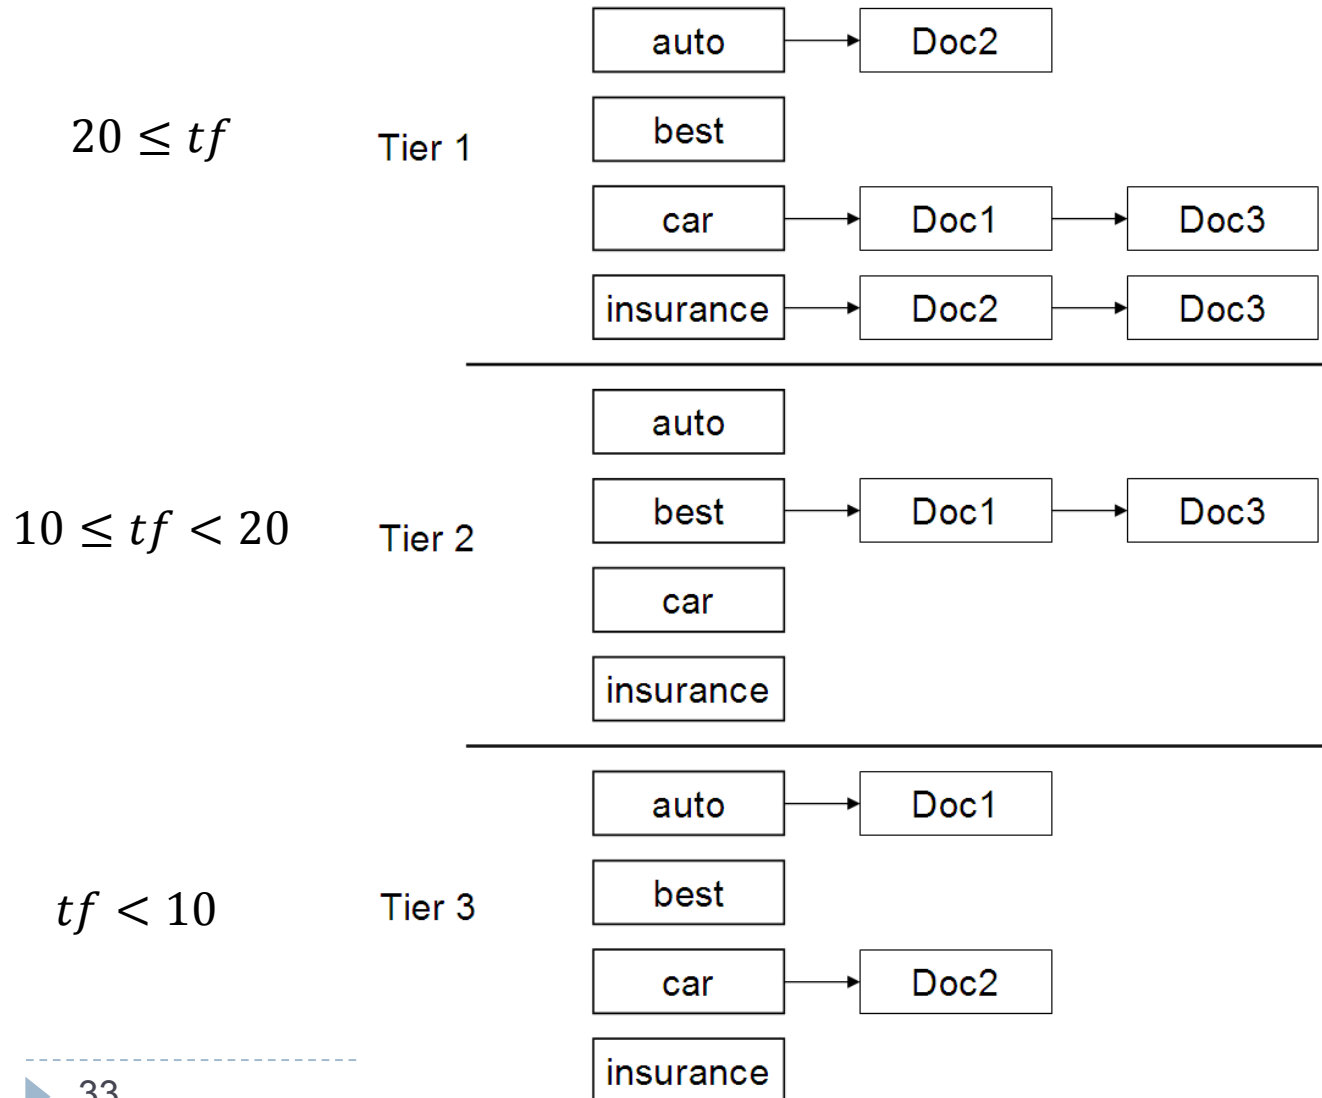 auto Doc2
20 ≤ tf Tier 1 best
car Doc1 Doc3
insurance Doc2 Doc3
auto
10 ≤ tf < 20 Tier 2 best Doc1 Doc3
car
insurance
auto Doc1
tf < 10 Tier 3 best
car Doc2
insurance
33